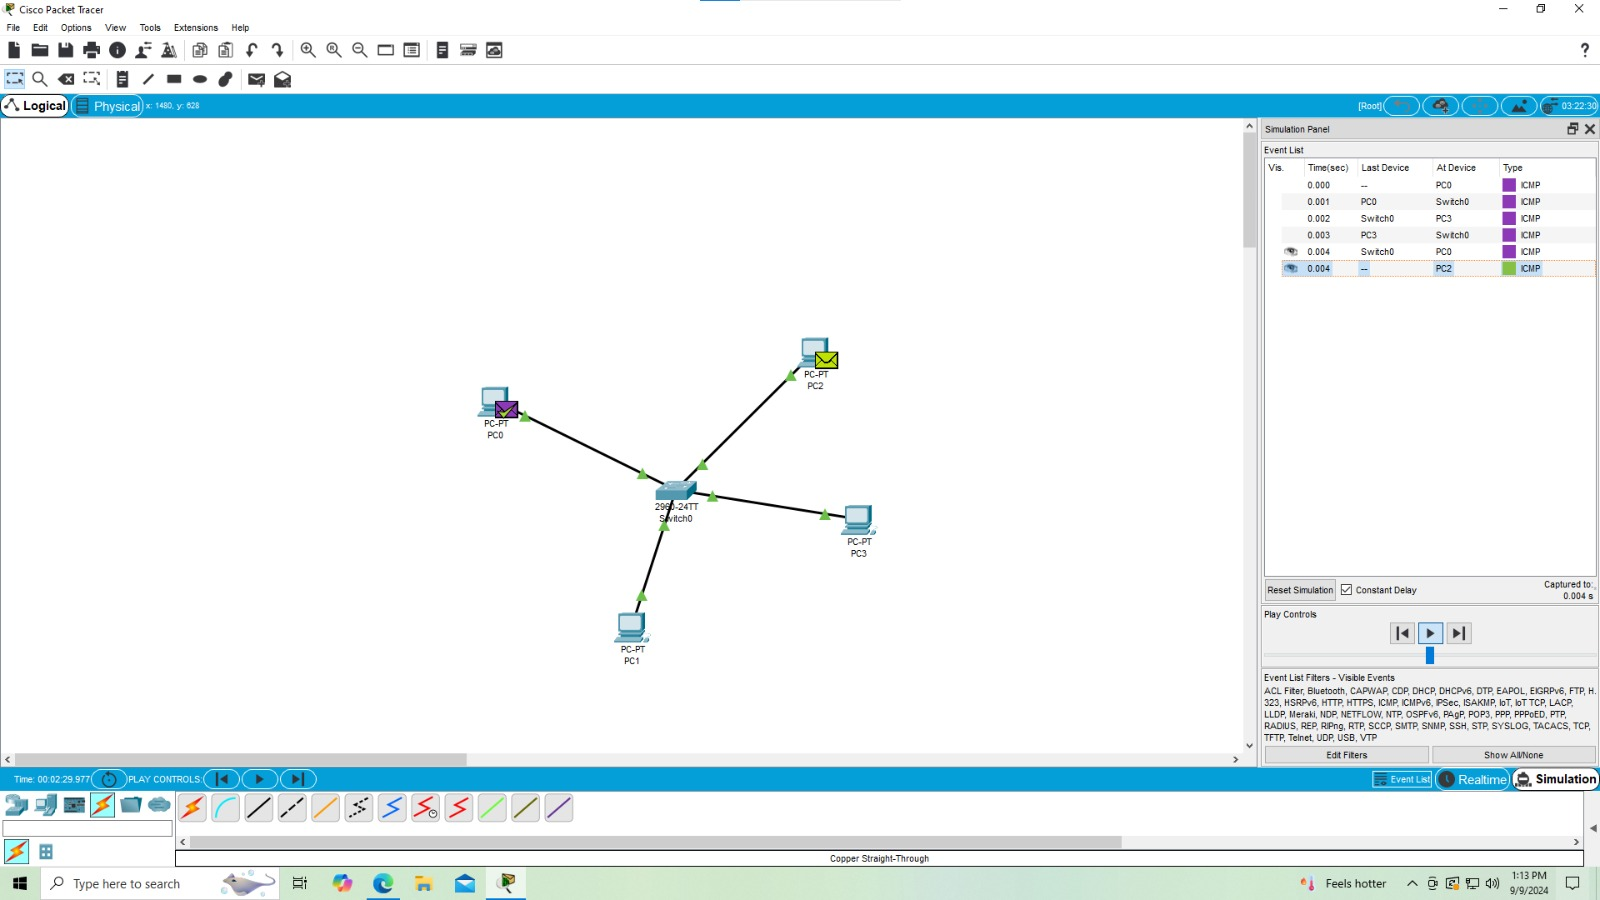 Cisco Packet Tracer
File Edit Options View Tools Extensions Help
?
Logical Physical x: 1480, y: 628 [Root] 03:22:30
Simulation Panel
Event List
Vis. Time(sec) Last Device At Device Type
0.000 -- PC0 ICMP
0.001 PC0 Switch0 ICMP
0.002 Switch0 PC3 ICMP
0.003 PC3 Switch0 ICMP
0.004 Switch0 PC0 ICMP
0.004 -- PC2 ICMP
PC-PT
PC2
PC-PT
PC0
2960-24TT
Switch0
PC-PT
PC3
PC-PT
PC1
Reset Simulation Constant Delay Captured to:
0.004 s
Play Controls
Event List Filters - Visible Events
ACL Filter, Bluetooth, CAPWAP, CDP, DHCP, DHCPv6, DTP, EAPOL, EIGRPv6, FTP, H.
323, HSRPv6, HTTP, HTTPS, ICMP, ICMPv6, IPSec, ISAKMP, IoT, IoT TCP, LACP,
LLDP, Meraki, NDP, NETFLOW, NTP, OSPFv6, PAgP, POP3, PPP, PPPoED, PTP,
RADIUS, REP, RIPng, RTP, SCCP, SMTP, SNMP, SSH, STP, SYSLOG, TACACS, TCP,
TFTP, Telnet, UDP, USB, VTP
Edit Filters Show All/None
Time: 00:02:29.977 PLAY CONTROLS: Event List Realtime Simulation
Copper Straight-Through
Type here to search Feels hotter 1:13 PM
9/9/2024